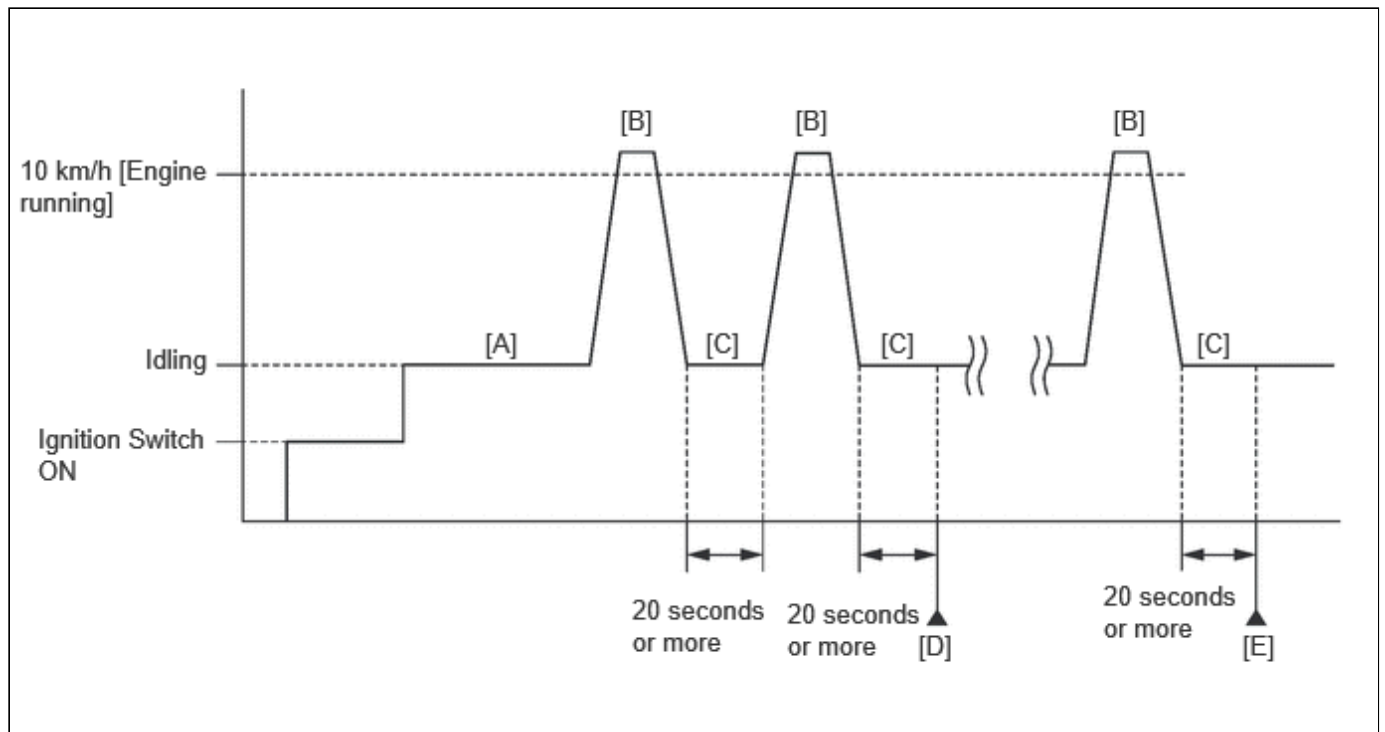 [B] [B] [B]
10 km/h [Engine
running]
[A] [C] [C] [C]
Idling
Ignition Switch
ON
20 seconds
or more
20 seconds
or more
[D]
20 seconds
or more
[E]